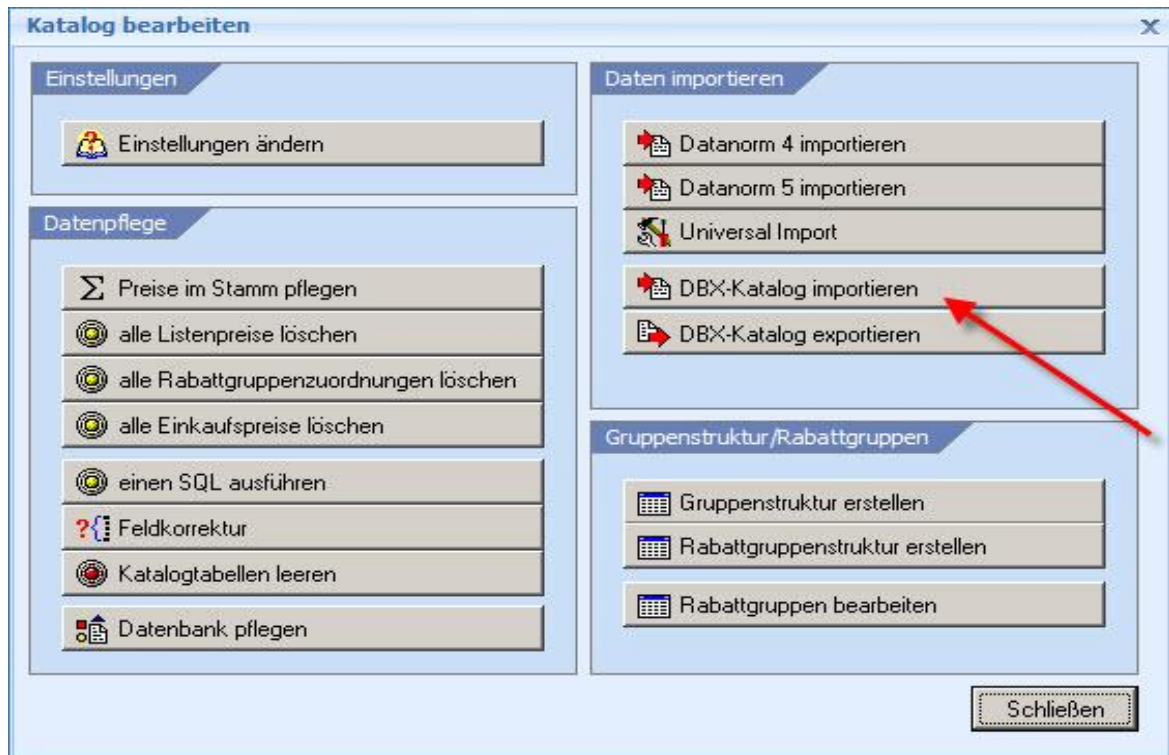 Katalog bearbeiten
Einstellungen
Einstellungen ändern
Datenpflege
Σ Preise im Stamm pflegen
alle Listenpreise löschen
alle Rabattgruppenzuordnungen löschen
alle Einkaufspreise löschen
einen SQL ausführen
Feldkorrektur
Katalogtabellen leeren
Datenbank pflegen
Daten importieren
Datanorm 4 importieren
Datanorm 5 importieren
Universal Import
DBX-Katalog importieren
DBX-Katalog exportieren
Gruppenstruktur/Rabattgruppen
Gruppenstruktur erstellen
Rabattgruppenstruktur erstellen
Rabattgruppen bearbeiten
Schließen